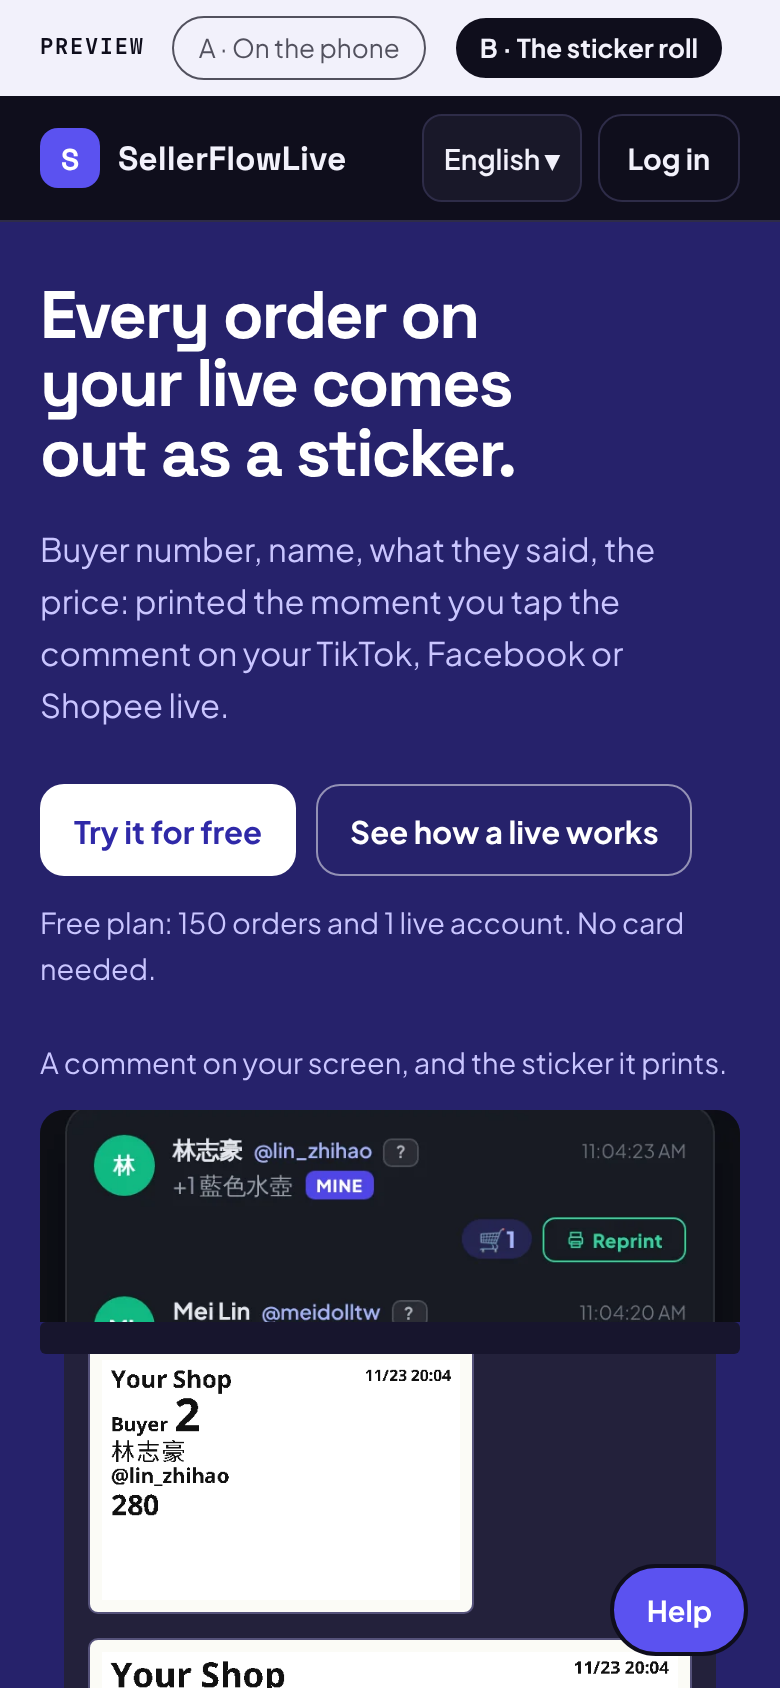 PREVIEW
A · On the phone
B · The sticker roll
S
SellerFlowLive
English ▾
Log in
Every order on
your live comes
out as a sticker.
Buyer number, name, what they said, the
price: printed the moment you tap the
comment on your TikTok, Facebook or
Shopee live.
Try it for free
See how a live works
Free plan: 150 orders and 1 live account. No card
needed.
A comment on your screen, and the sticker it prints.
林
林志豪 @lin_zhihao ? 11:04:23 AM
+1 藍色水壺 MINE
🛒 1
Reprint
Mei Lin @meidolltw ? 11:04:20 AM
Your Shop 11/23 20:04
Buyer 2
林志豪
@lin_zhihao
280
Help
Your Shop 11/23 20:04